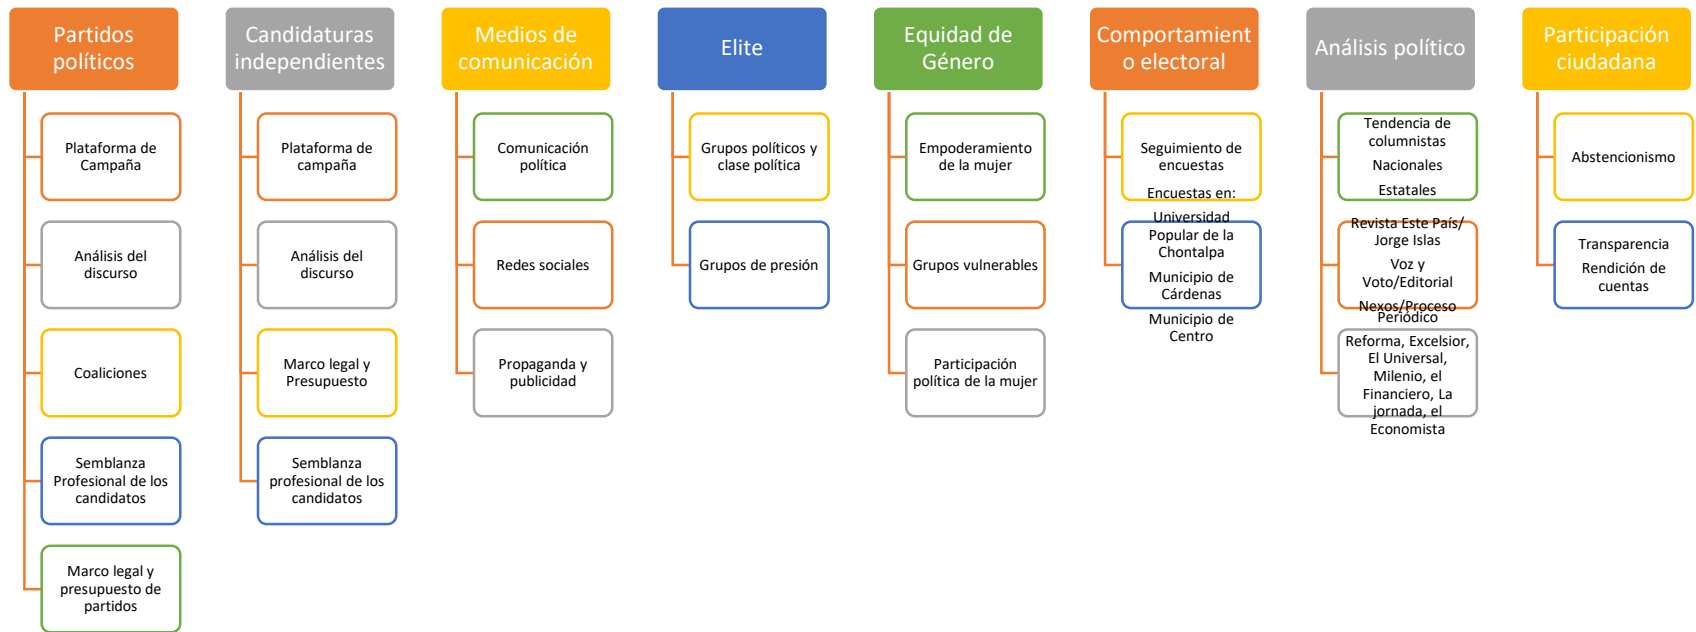 Partidos
políticos
Plataforma de
Campaña
Análisis del
discurso
Coaliciones
Semblanza
Profesional de los
candidatos
Marco legal y
presupuesto de
partidos
Candidaturas
independientes
Plataforma de
campaña
Análisis del
discurso
Marco legal y
Presupuesto
Semblanza
profesional de los
candidatos
Medios de
comunicación
Comunicación
política
Redes sociales
Propaganda y
publicidad
Elite
Grupos políticos y
clase política
Grupos de presión
Equidad de
Género
Empoderamiento
de la mujer
Grupos vulnerables
Participación
política de la mujer
Comportamient
o electoral
Seguimiento de
encuestas
Encuestas en:
Universidad
Popular de la
Chontalpa
Municipio de
Cárdenas
Municipio de
Centro
Análisis político
Tendencia de
columnistas
Nacionales
Estatales
Revista Este País/
Jorge Islas
Voz y
Voto/Editorial
Nexos/Proceso
Periódico
Reforma, Excelsior,
El Universal,
Milenio, el
Financiero, La
jornada, el
Economista
Participación
ciudadana
Abstencionismo
Transparencia
Rendición de
cuentas